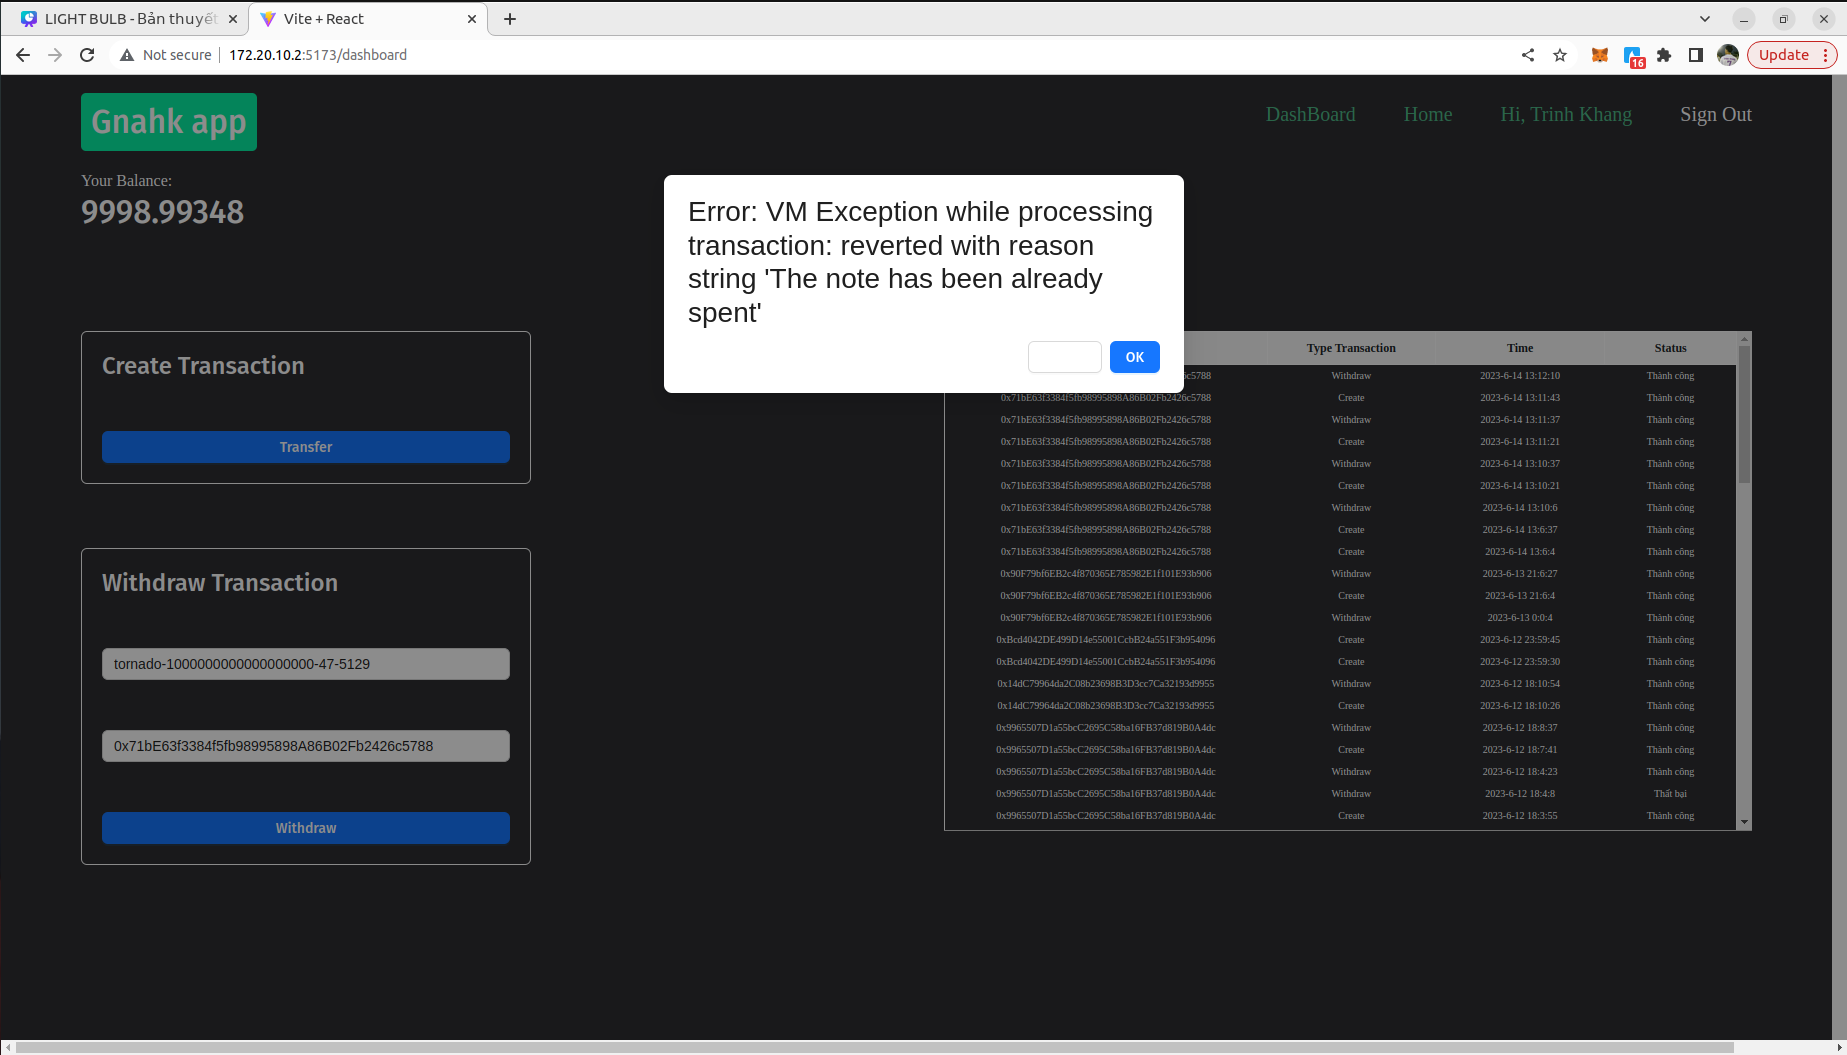 LIGHT BULB - Bản thuyết
Vite + React
Not secure
172.20.10.2:5173/dashboard
16
Update
Gnahk app
DashBoard
Home
Hi, Trinh Khang
Sign Out
Your Balance:
9998.99348
Error: VM Exception while processing
transaction: reverted with reason
string 'The note has been already
spent'
OK
Create Transaction
Transfer
Withdraw Transaction
tornado-1000000000000000000-47-5129
0x71bE63f3384f5fb98995898A86B02Fb2426c5788
Withdraw
Type Transaction Time Status
6c5788 Withdraw 2023-6-14 13:12:10 Thành công
0x71bE63f3384f5fb98995898A86B02Fb2426c5788 Create 2023-6-14 13:11:43 Thành công
0x71bE63f3384f5fb98995898A86B02Fb2426c5788 Withdraw 2023-6-14 13:11:37 Thành công
0x71bE63f3384f5fb98995898A86B02Fb2426c5788 Create 2023-6-14 13:11:21 Thành công
0x71bE63f3384f5fb98995898A86B02Fb2426c5788 Withdraw 2023-6-14 13:10:37 Thành công
0x71bE63f3384f5fb98995898A86B02Fb2426c5788 Create 2023-6-14 13:10:21 Thành công
0x71bE63f3384f5fb98995898A86B02Fb2426c5788 Withdraw 2023-6-14 13:10:6 Thành công
0x71bE63f3384f5fb98995898A86B02Fb2426c5788 Create 2023-6-14 13:6:37 Thành công
0x71bE63f3384f5fb98995898A86B02Fb2426c5788 Create 2023-6-14 13:6:4 Thành công
0x90F79bf6EB2c4f870365E785982E1f101E93b906 Withdraw 2023-6-13 21:6:27 Thành công
0x90F79bf6EB2c4f870365E785982E1f101E93b906 Create 2023-6-13 21:6:4 Thành công
0x90F79bf6EB2c4f870365E785982E1f101E93b906 Withdraw 2023-6-13 0:0:4 Thành công
0xBcd4042DE499D14e55001CcbB24a551F3b954096 Create 2023-6-12 23:59:45 Thành công
0xBcd4042DE499D14e55001CcbB24a551F3b954096 Create 2023-6-12 23:59:30 Thành công
0x14dC79964da2C08b23698B3D3cc7Ca32193d9955 Withdraw 2023-6-12 18:10:54 Thành công
0x14dC79964da2C08b23698B3D3cc7Ca32193d9955 Create 2023-6-12 18:10:26 Thành công
0x9965507D1a55bcC2695C58ba16FB37d819B0A4dc Withdraw 2023-6-12 18:8:37 Thành công
0x9965507D1a55bcC2695C58ba16FB37d819B0A4dc Create 2023-6-12 18:7:41 Thành công
0x9965507D1a55bcC2695C58ba16FB37d819B0A4dc Withdraw 2023-6-12 18:4:23 Thành công
0x9965507D1a55bcC2695C58ba16FB37d819B0A4dc Withdraw 2023-6-12 18:4:8 Thất bại
0x9965507D1a55bcC2695C58ba16FB37d819B0A4dc Create 2023-6-12 18:3:55 Thành công